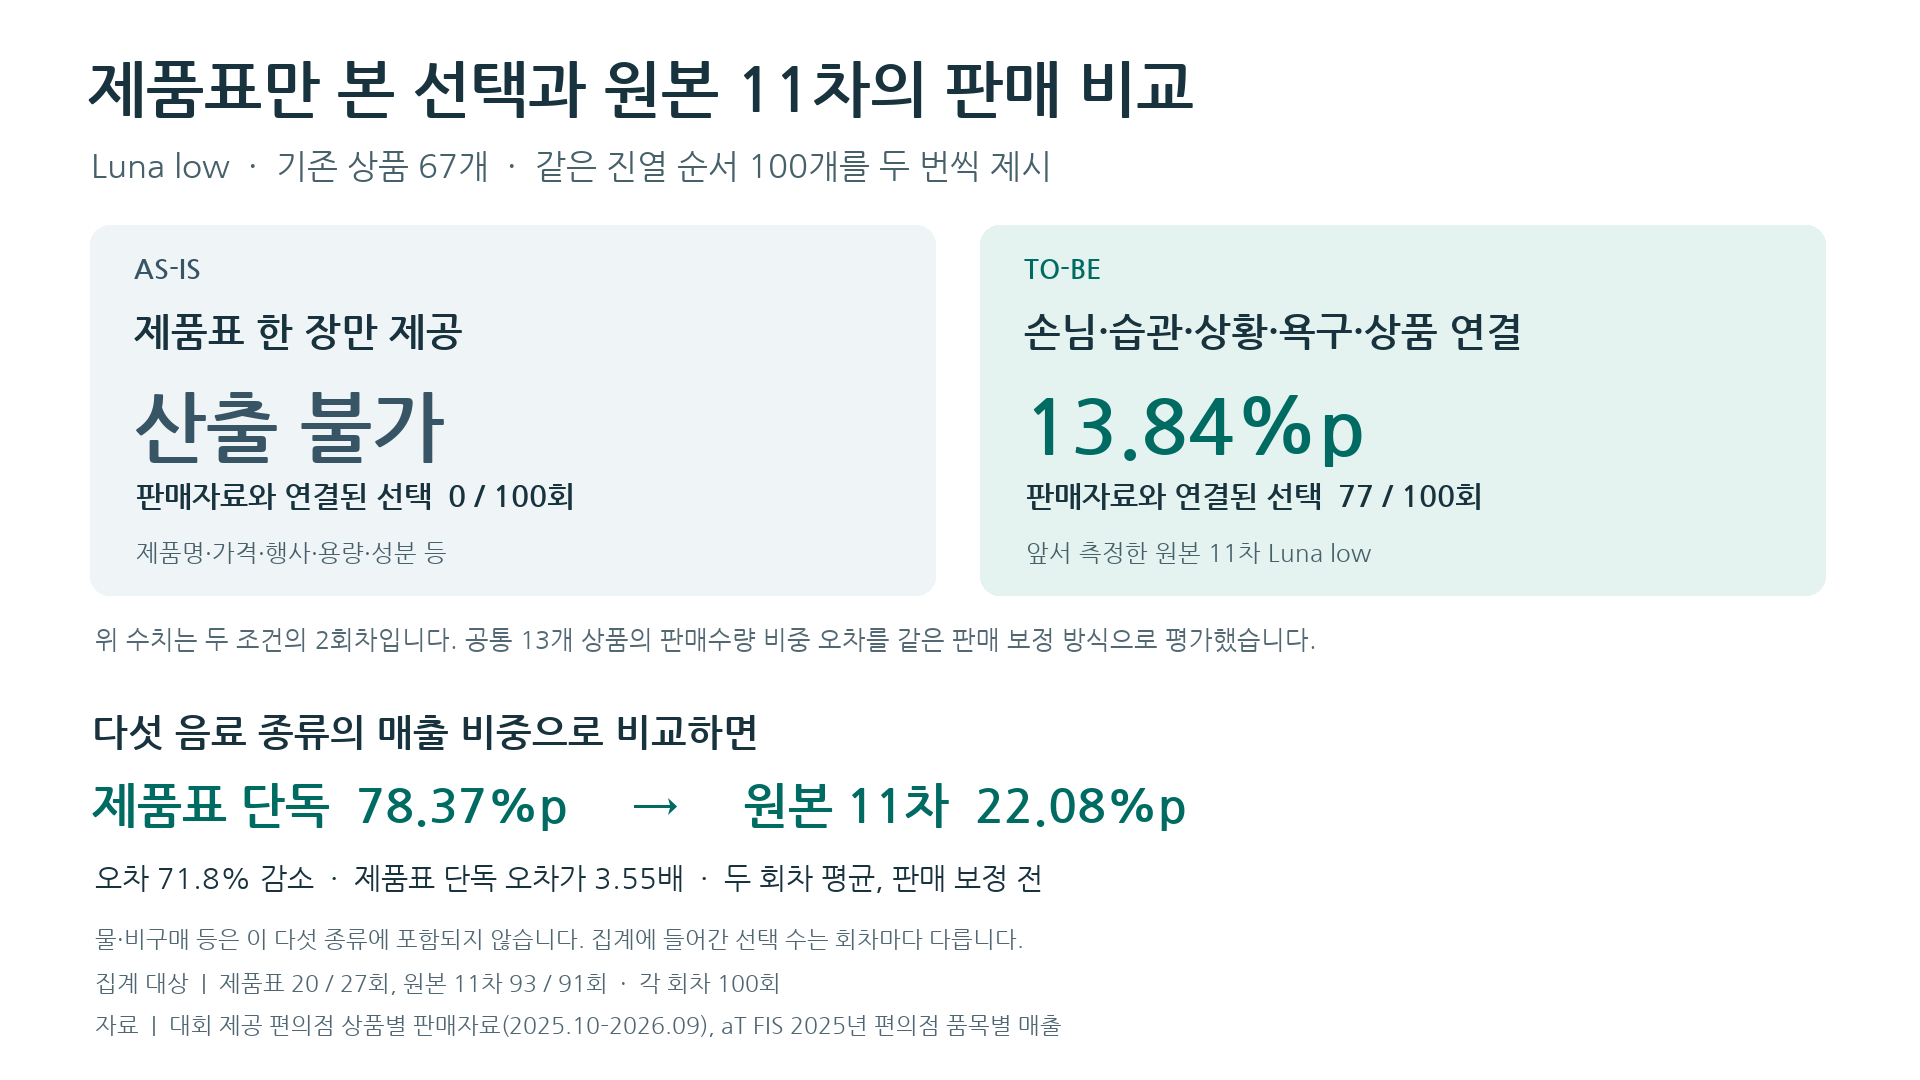 제품표만 본 선택과 원본 11차의 판매 비교
Luna low · 기존 상품 67개 · 같은 진열 순서 100개를 두 번씩 제시
AS-IS
제품표 한 장만 제공
산출 불가
판매자료와 연결된 선택 0 / 100회
제품명·가격·행사·용량·성분 등
TO-BE
손님·습관·상황·욕구·상품 연결
13.84%p
판매자료와 연결된 선택 77 / 100회
앞서 측정한 원본 11차 Luna low
위 수치는 두 조건의 2회차입니다. 공통 13개 상품의 판매수량 비중 오차를 같은 판매 보정 방식으로 평가했습니다.
다섯 음료 종류의 매출 비중으로 비교하면
제품표 단독 78.37%p → 원본 11차 22.08%p
오차 71.8% 감소 · 제품표 단독 오차가 3.55배 · 두 회차 평균, 판매 보정 전
물·비구매 등은 이 다섯 종류에 포함되지 않습니다. 집계에 들어간 선택 수는 회차마다 다릅니다.
집계 대상 | 제품표 20 / 27회, 원본 11차 93 / 91회 · 각 회차 100회
자료 | 대회 제공 편의점 상품별 판매자료(2025.10-2026.09), aT FIS 2025년 편의점 품목별 매출